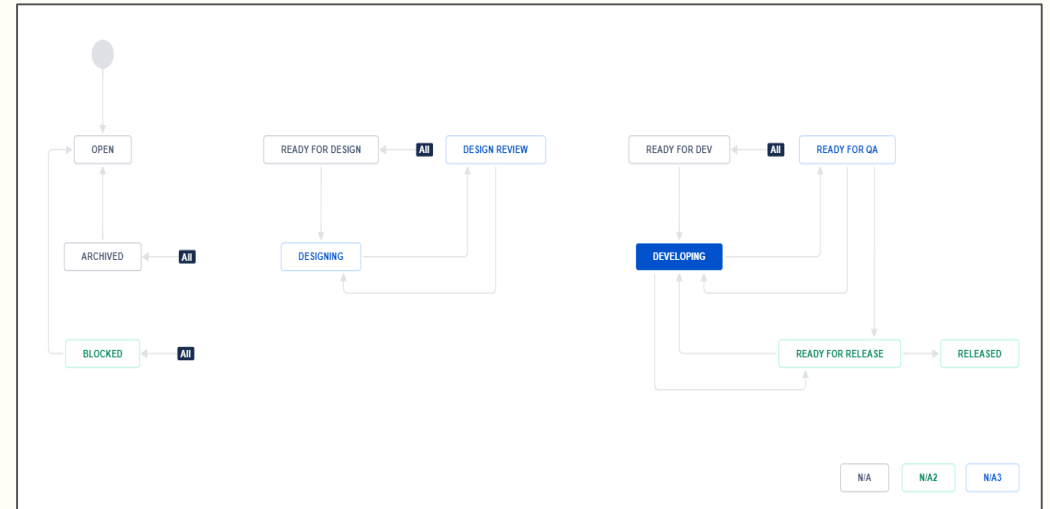 OPEN
READY FOR DESIGN
All
DESIGN REVIEW
READY FOR DEV
All
READY FOR QA
ARCHIVED
All
DESIGNING
DEVELOPING
BLOCKED
All
READY FOR RELEASE
RELEASED
N/A
N/A2
N/A3